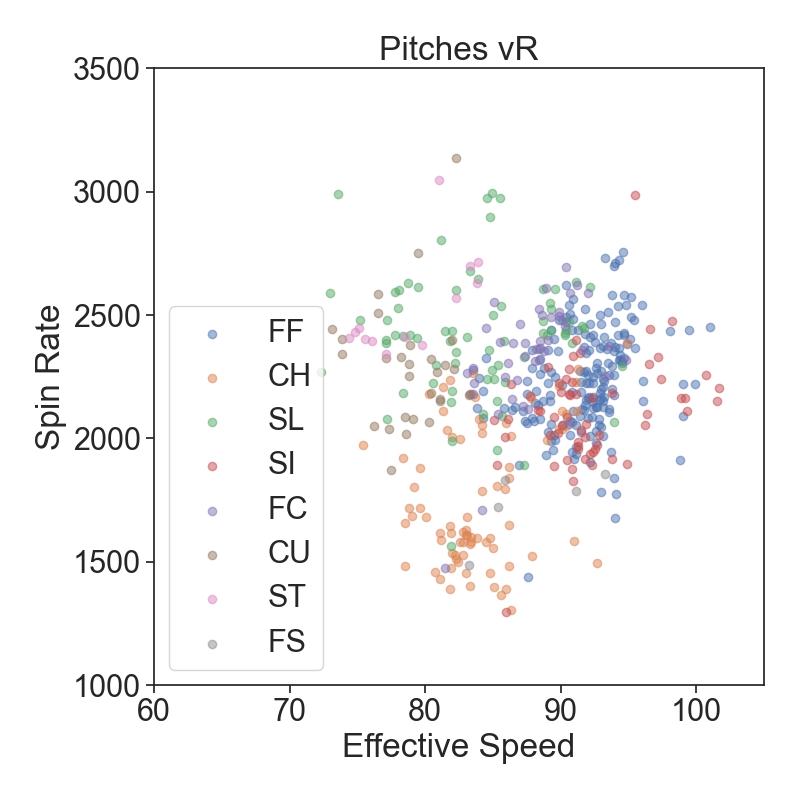 Pitches vR
3500
3000
2500
2000
1500
1000
Spin Rate
FF
CH
SL
SI
FC
CU
ST
FS
60 70 80 90 100
Effective Speed